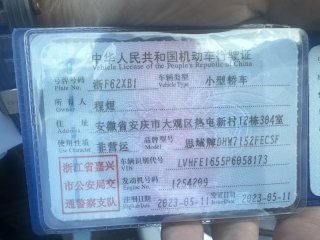 中华人民共和国机动车行驶证
Vehicle License of the People's Republic of China
号牌号码 浙F62XB1 车辆类型 小型轿车
Plate No. Vehicle Type
所有人
Owner
住址 安徽省安庆市大观区热电新村12栋304室
Address
使用性质 非营运 品牌型号 思域牌DHW7152FECSF
Use Character Model
浙江省嘉兴市公安局交通警察支队
车辆识别代号 LVHFE1655P6058173
VIN
发动机号码 1254209
Engine No.
注册日期 2023-05-11 发证日期 2023-05-11
Register Date Issue Date